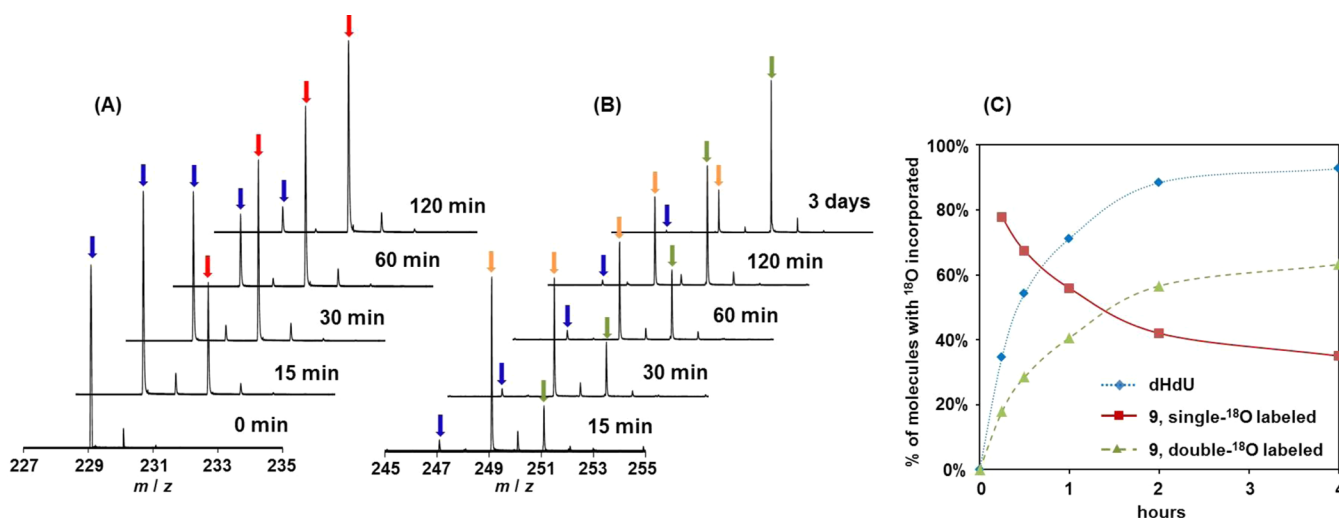 (A)
120 min
60 min
30 min
15 min
0 min
227 229 231 233 235
m / z
(B)
3 days
120 min
60 min
30 min
15 min
245 247 249 251 253 255
m / z
(C)
% of molecules with ¹⁸O incorporated
100%
80%
60%
40%
20%
0%
dHdU
9, single-¹⁸O labeled
9, double-¹⁸O labeled
0 1 2 3 4
hours